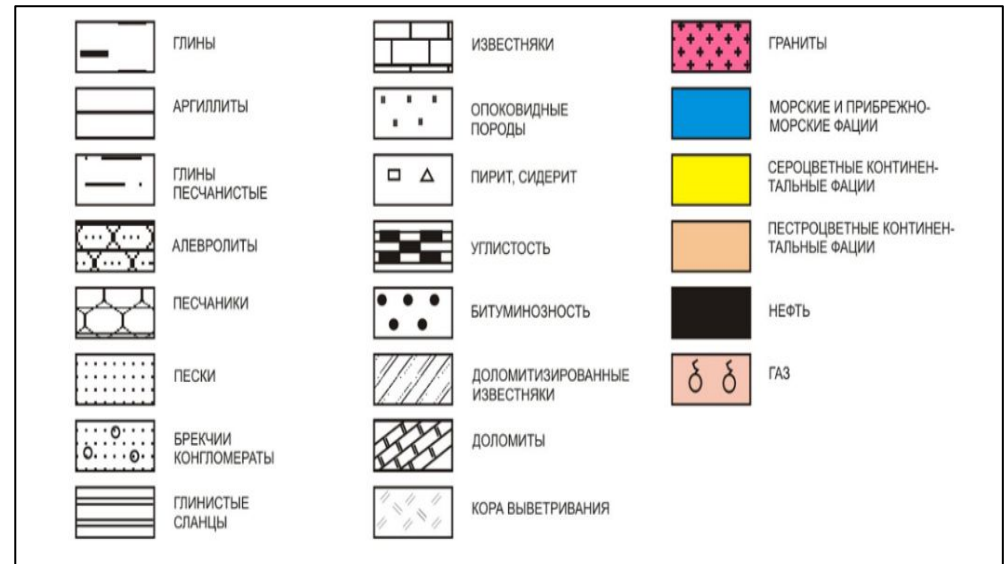 ГЛИНЫ
АРГИЛЛИТЫ
ГЛИНЫ
ПЕСЧАНИСТЫЕ
АЛЕВРОЛИТЫ
ПЕСЧАНИКИ
ПЕСКИ
БРЕКЧИИ
КОНГЛОМЕРАТЫ
ГЛИНИСТЫЕ
СЛАНЦЫ
ИЗВЕСТНЯКИ
ОПОКОВИДНЫЕ
ПОРОДЫ
ПИРИТ, СИДЕРИТ
УГЛИСТОСТЬ
БИТУМИНОЗНОСТЬ
ДОЛОМИТИЗИРОВАННЫЕ
ИЗВЕСТНЯКИ
ДОЛОМИТЫ
КОРА ВЫВЕТРИВАНИЯ
ГРАНИТЫ
МОРСКИЕ И ПРИБРЕЖНО-
МОРСКИЕ ФАЦИИ
СЕРОЦВЕТНЫЕ КОНТИНЕН-
ТАЛЬНЫЕ ФАЦИИ
ПЕСТРОЦВЕТНЫЕ КОНТИНЕН-
ТАЛЬНЫЕ ФАЦИИ
НЕФТЬ
ГАЗ